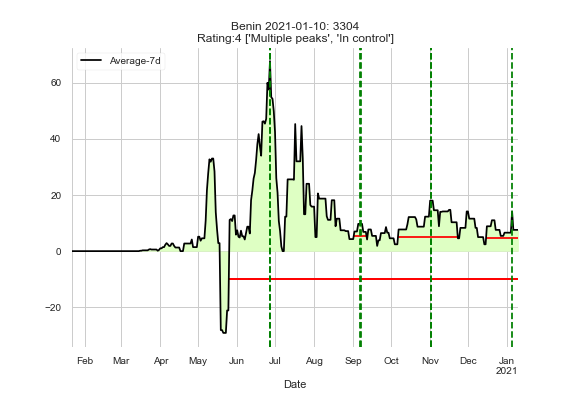 Benin 2021-01-10: 3304
Rating:4 ['Multiple peaks', 'In control']
Average-7d
60
40
20
0
−20
Feb Mar Apr May Jun Jul Aug Sep Oct Nov Dec Jan
2021
Date